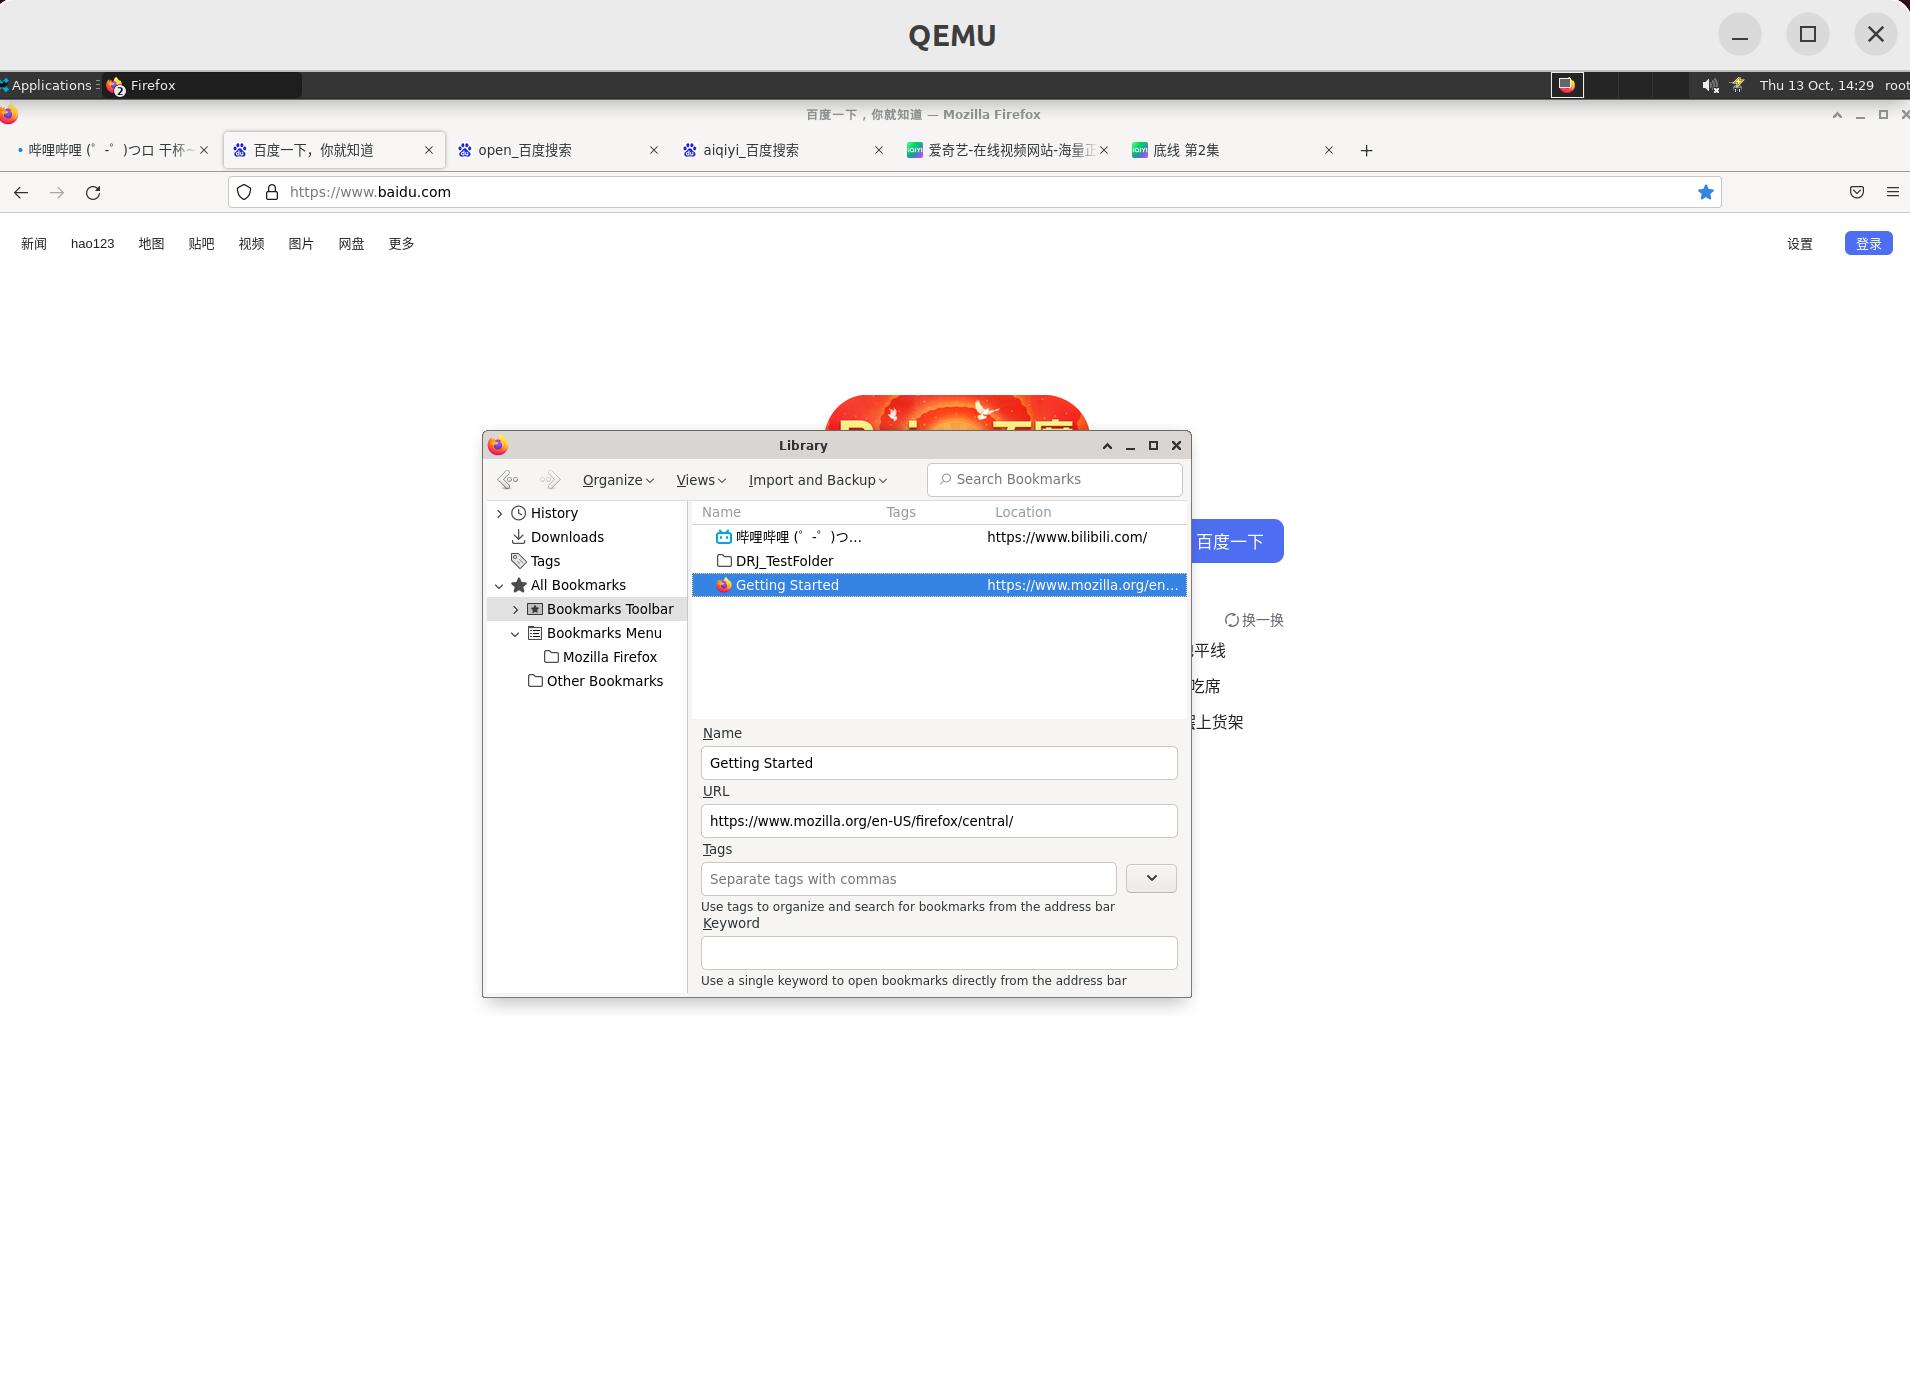 QEMU
Applications
2 Firefox
Thu 13 Oct, 14:29 root
百度一下，你就知道 — Mozilla Firefox
哔哩哔哩 (゜-゜)つロ 干杯~
百度一下，你就知道
open_百度搜索
aiqiyi_百度搜索
爱奇艺-在线视频网站-海量正
底线 第2集
https://www.baidu.com
新闻 hao123 地图 贴吧 视频 图片 网盘 更多 设置 登录
Library
Organize Views Import and Backup Search Bookmarks
History
Downloads
Tags
All Bookmarks
Bookmarks Toolbar
Bookmarks Menu
Mozilla Firefox
Other Bookmarks
Name Tags Location
哔哩哔哩 (゜-゜)つ… https://www.bilibili.com/
DRJ_TestFolder
Getting Started https://www.mozilla.org/en…
百度一下
换一换
平线
吃席
上货架
Name
Getting Started
URL
https://www.mozilla.org/en-US/firefox/central/
Tags
Separate tags with commas
Use tags to organize and search for bookmarks from the address bar
Keyword
Use a single keyword to open bookmarks directly from the address bar